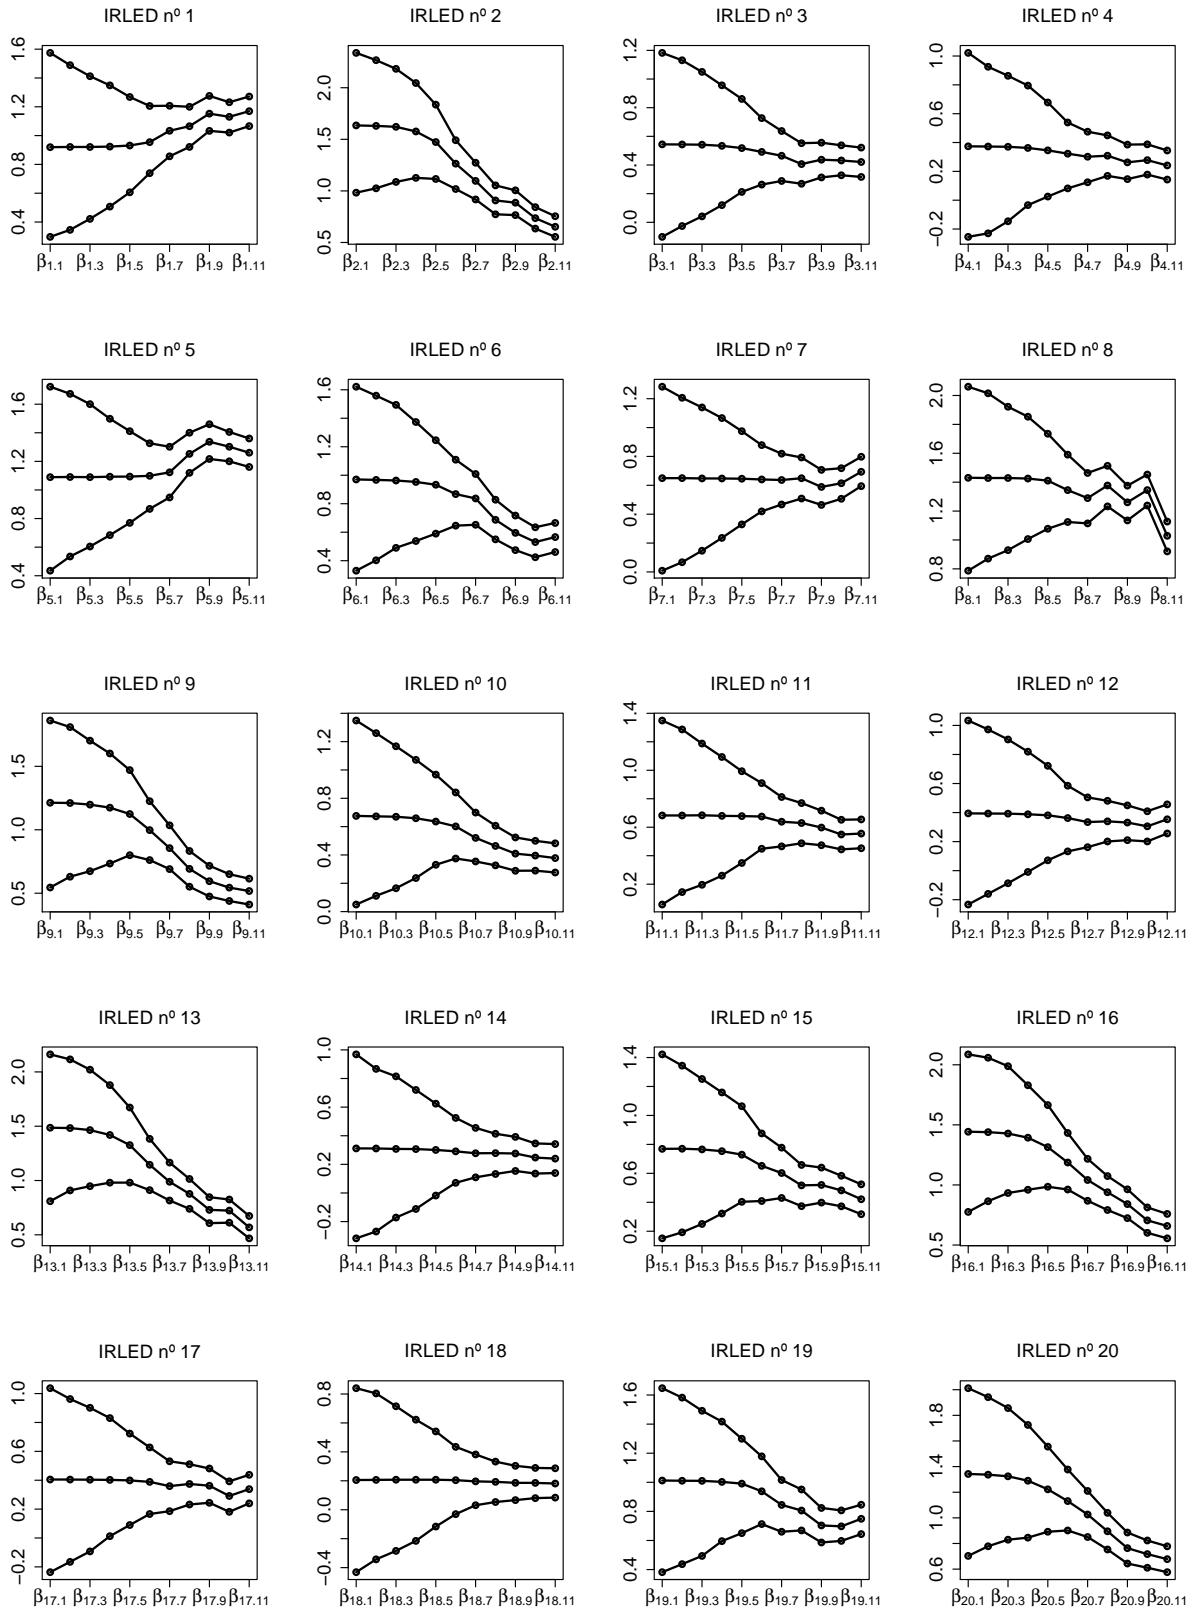 IRLED nº 1 IRLED nº 2 IRLED nº 3 IRLED nº 4
0.4 0.8 1.2 1.6 0.5 1.0 1.5 2.0 0.0 0.4 0.8 1.2 −0.2 0.2 0.6 1.0
β1.1 β1.3 β1.5 β1.7 β1.9 β1.11 β2.1 β2.3 β2.5 β2.7 β2.9 β2.11 β3.1 β3.3 β3.5 β3.7 β3.9 β3.11 β4.1 β4.3 β4.5 β4.7 β4.9 β4.11
IRLED nº 5 IRLED nº 6 IRLED nº 7 IRLED nº 8
0.4 0.8 1.2 1.6 0.4 0.8 1.2 1.6 0.0 0.4 0.8 1.2 0.8 1.2 1.6 2.0
β5.1 β5.3 β5.5 β5.7 β5.9 β5.11 β6.1 β6.3 β6.5 β6.7 β6.9 β6.11 β7.1 β7.3 β7.5 β7.7 β7.9 β7.11 β8.1 β8.3 β8.5 β8.7 β8.9 β8.11
IRLED nº 9 IRLED nº 10 IRLED nº 11 IRLED nº 12
0.5 1.0 1.5 0.0 0.4 0.8 1.2 0.2 0.6 1.0 1.4 −0.2 0.2 0.6 1.0
β9.1 β9.3 β9.5 β9.7 β9.9 β9.11 β10.1 β10.3 β10.5 β10.7 β10.9 β10.11 β11.1 β11.3 β11.5 β11.7 β11.9 β11.11 β12.1 β12.3 β12.5 β12.7 β12.9 β12.11
IRLED nº 13 IRLED nº 14 IRLED nº 15 IRLED nº 16
0.5 1.0 1.5 2.0 −0.2 0.2 0.6 1.0 0.2 0.6 1.0 1.4 0.5 1.0 1.5 2.0
β13.1 β13.3 β13.5 β13.7 β13.9 β13.11 β14.1 β14.3 β14.5 β14.7 β14.9 β14.11 β15.1 β15.3 β15.5 β15.7 β15.9 β15.11 β16.1 β16.3 β16.5 β16.7 β16.9 β16.11
IRLED nº 17 IRLED nº 18 IRLED nº 19 IRLED nº 20
−0.2 0.2 0.6 1.0 −0.4 0.0 0.4 0.8 0.4 0.8 1.2 1.6 0.6 1.0 1.4 1.8
β17.1 β17.3 β17.5 β17.7 β17.9 β17.11 β18.1 β18.3 β18.5 β18.7 β18.9 β18.11 β19.1 β19.3 β19.5 β19.7 β19.9 β19.11 β20.1 β20.3 β20.5 β20.7 β20.9 β20.11